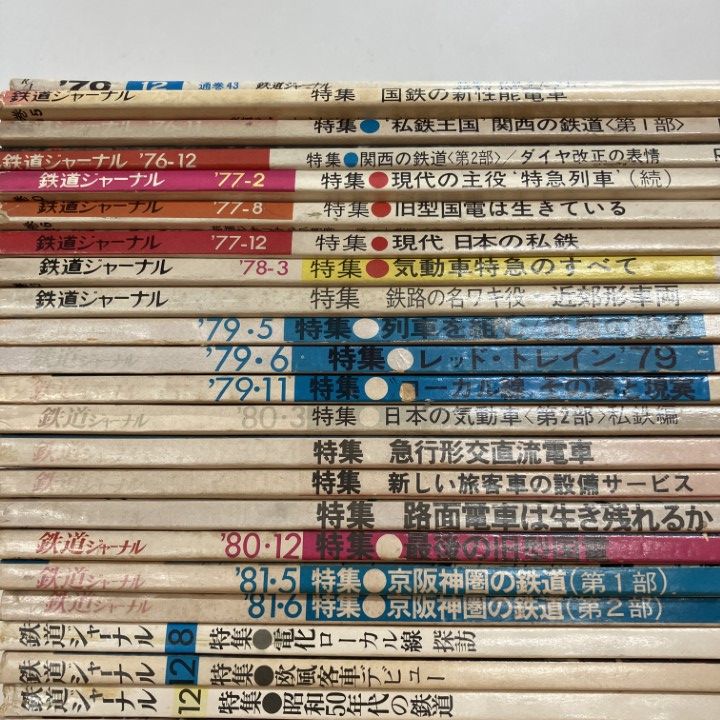 '70 12 通巻43 鉄道ジャーナル
鉄道ジャーナル 特集 国鉄の新性能電車
特集●'私鉄王国'関西の鉄道〈第1部〉
鉄道ジャーナル '76-12 特集●関西の鉄道〈第2部〉/ダイヤ改正の表情
鉄道ジャーナル '77-2 特集●現代の主役'特急列車'(続)
鉄道ジャーナル '77-8 特集●旧型国電は生きている
鉄道ジャーナル '77-12 特集●現代 日本の私鉄
鉄道ジャーナル '78-3 特集●気動車特急のすべて
鉄道ジャーナル 特集 鉄路の名ワキ役 近郊形車両
'79・5 特集●列車を
'79・6 特集●レッド・トレイン'79
'79・11 特集● ローカル線 その夢と現実
鉄道ジャーナル '80・3 特集●日本の気動車〈第2部〉私鉄編
特集 急行形交直流電車
特集 新しい旅客車の設備サービス
特集 路面電車は生き残れるか
鉄道ジャーナル '80・12 特集●最後の旧型国電
鉄道ジャーナル '81・5 特集●京阪神圏の鉄道(第1部)
鉄道ジャーナル '81・6 特集●京阪神圏の鉄道(第2部)
鉄道ジャーナル 8 特集●電化ローカル線 探訪
鉄道ジャーナル 12 特集●欧風客車デビュー
鉄道ジャーナル 12 特集●昭和50年代の鉄道